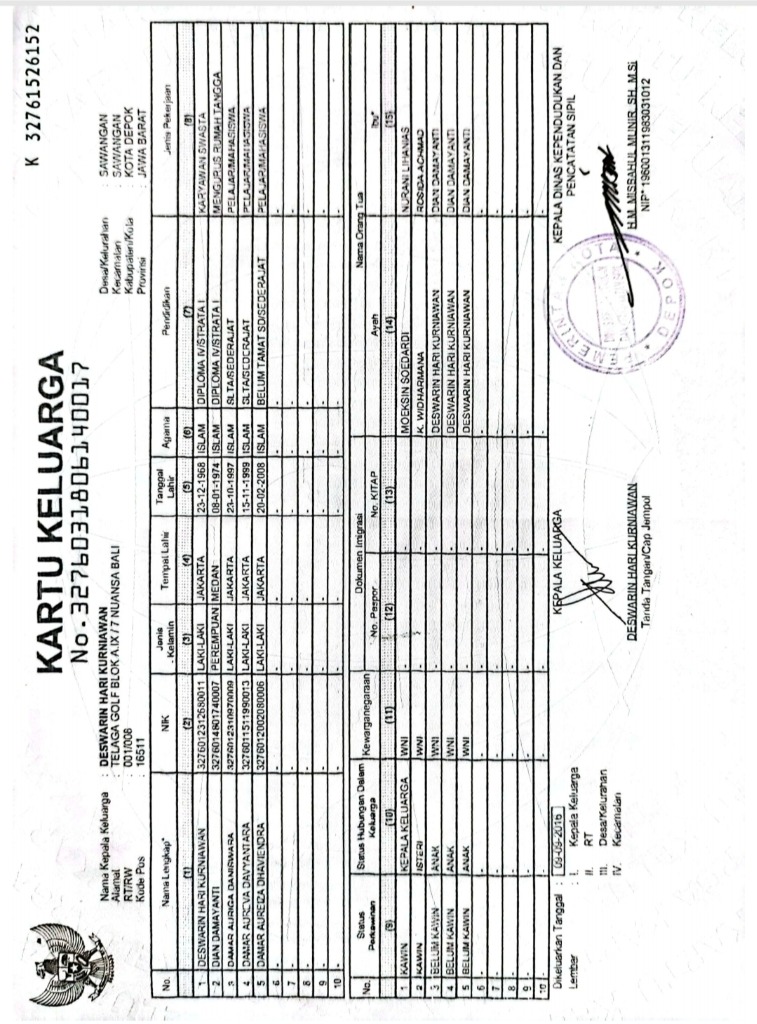 K 32761526152
KARTU KELUARGA
No. 3276031806140017
Nama Kepala Keluarga : DESWARIN HARI KURNIAWAN
Alamat : TELAGA GOLF BLOK A.IX / 7 NUANSA BALI
RT/RW : 001/008
Kode Pos : 16511
Desa/Kelurahan : SAWANGAN
Kecamatan : SAWANGAN
Kabupaten/Kota : KOTA DEPOK
Provinsi : JAWA BARAT
No. Nama Lengkap* NIK Jenis Kelamin Tempat Lahir Tanggal Lahir Agama Pendidikan Jenis Pekerjaan
(1) (2) (3) (4) (5) (6) (7) (8)
1 DESWARIN HARI KURNIAWAN 3276012312680011 LAKI-LAKI JAKARTA 23-12-1968 ISLAM DIPLOMA IV/STRATA I KARYAWAN SWASTA
2 DIAN DAMAYANTI 3276014801740007 PEREMPUAN MEDAN 08-01-1974 ISLAM DIPLOMA IV/STRATA I MENGURUS RUMAH TANGGA
3 DAMAR AURIGA DANISWARA 3276012310970009 LAKI-LAKI JAKARTA 23-10-1997 ISLAM SLTA/SEDERAJAT PELAJAR/MAHASISWA
4 DAMAR AUREVA DAVYANTARA 3276011511990013 LAKI-LAKI JAKARTA 15-11-1999 ISLAM SLTA/SEDERAJAT PELAJAR/MAHASISWA
5 DAMAR AUREIZA DHAVIENDRA 3276012002080006 LAKI-LAKI JAKARTA 20-02-2008 ISLAM BELUM TAMAT SD/SEDERAJAT PELAJAR/MAHASISWA
6 - - - - - - - -
7 - - - - - - - -
8 - - - - - - - -
9 - - - - - - - -
10 - - - - - - - -
No. Status Perkawinan Status Hubungan Dalam Keluarga Kewarganegaraan Dokumen Imigrasi Nama Orang Tua
No. Paspor No. KITAP Ayah Ibu*
(9) (10) (11) (12) (13) (14) (15)
1 KAWIN KEPALA KELUARGA WNI - - MOEKSIN SOEDARDI NURANI LIHANIAS
2 KAWIN ISTERI WNI - - K. WIDHARMANA ROSIDA ACHMAD
3 BELUM KAWIN ANAK WNI - - DESWARIN HARI KURNIAWAN DIAN DAMAYANTI
4 BELUM KAWIN ANAK WNI - - DESWARIN HARI KURNIAWAN DIAN DAMAYANTI
5 BELUM KAWIN ANAK WNI - - DESWARIN HARI KURNIAWAN DIAN DAMAYANTI
6 - - - - - - -
7 - - - - - - -
8 - - - - - - -
9 - - - - - - -
10 - - - - - - -
Dikeluarkan Tanggal : 09-09-2016
Lembar : I. Kepala Keluarga
II. RT
III. Desa/Kelurahan
IV. Kecamatan
KEPALA KELUARGA
DESWARIN HARI KURNIAWAN
Tanda Tangan/Cap Jempol
KEPALA DINAS KEPENDUDUKAN DAN
PENCATATAN SIPIL
PEMERINTAH KOTA
DEPOK
H.M. MISBAHUL MUNIR, SH, M.Si
NIP 196001311983031012